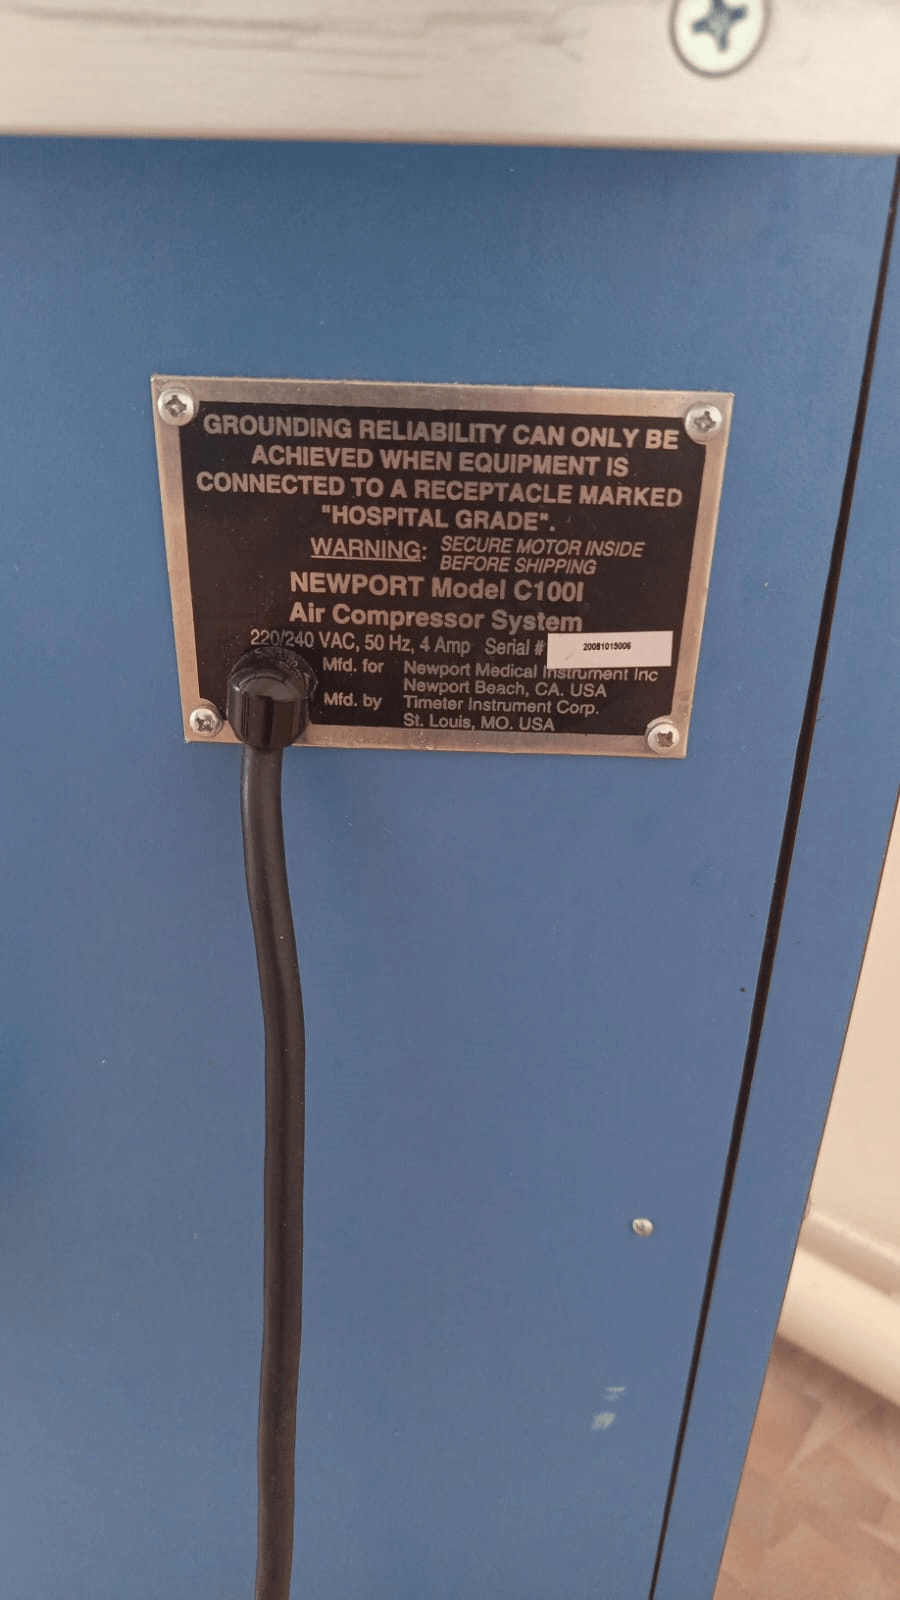 GROUNDING RELIABILITY CAN ONLY BE
ACHIEVED WHEN EQUIPMENT IS
CONNECTED TO A RECEPTACLE MARKED
"HOSPITAL GRADE".
WARNING: SECURE MOTOR INSIDE
BEFORE SHIPPING
NEWPORT Model C100I
Air Compressor System
220/240 VAC, 50 Hz, 4 Amp Serial # 20081015006
Mfd. for Newport Medical Instrument Inc
Newport Beach, CA. USA
Mfd. by Timeter Instrument Corp.
St. Louis, MO. USA